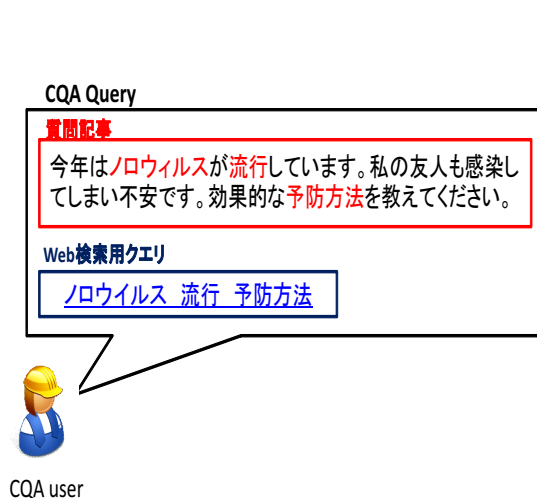 CQA Query
質問記事
今年はノロウィルスが流行しています。私の友人も感染し
てしまい不安です。効果的な予防方法を教えてください。
Web検索用クエリ
ノロウイルス 流行 予防方法
CQA user